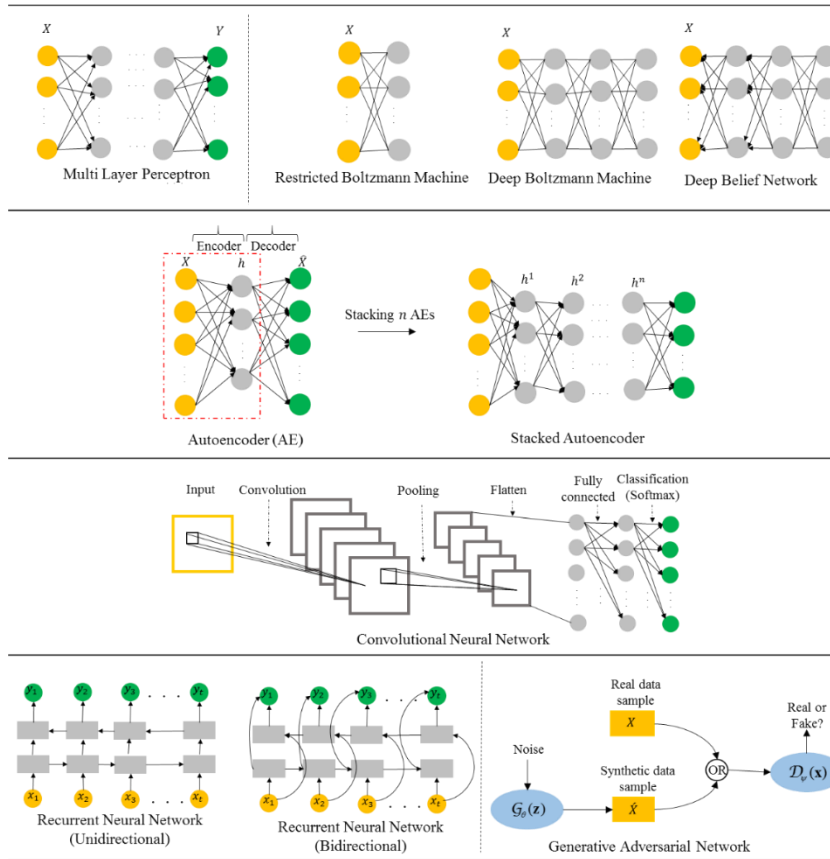 X Y
Multi Layer Perceptron
X
Restricted Boltzmann Machine
X
Deep Boltzmann Machine
X
Deep Belief Network
Encoder Decoder
X h X̂
Autoencoder (AE)
Stacking n AEs
h¹ h² hⁿ
Stacked Autoencoder
Input Convolution Pooling Flatten Fully connected Classification (Softmax)
Convolutional Neural Network
y₁ y₂ y₃ yₜ
x₁ x₂ x₃ xₜ
Recurrent Neural Network
(Unidirectional)
y₁ y₂ y₃ yₜ
x₁ x₂ x₃ xₜ
Recurrent Neural Network
(Bidirectional)
Real data
sample
X
Real or
Fake?
Noise
OR
𝒟ᵩ(x)
Synthetic data
sample
𝒢θ(z)
X̂
Generative Adversarial Network